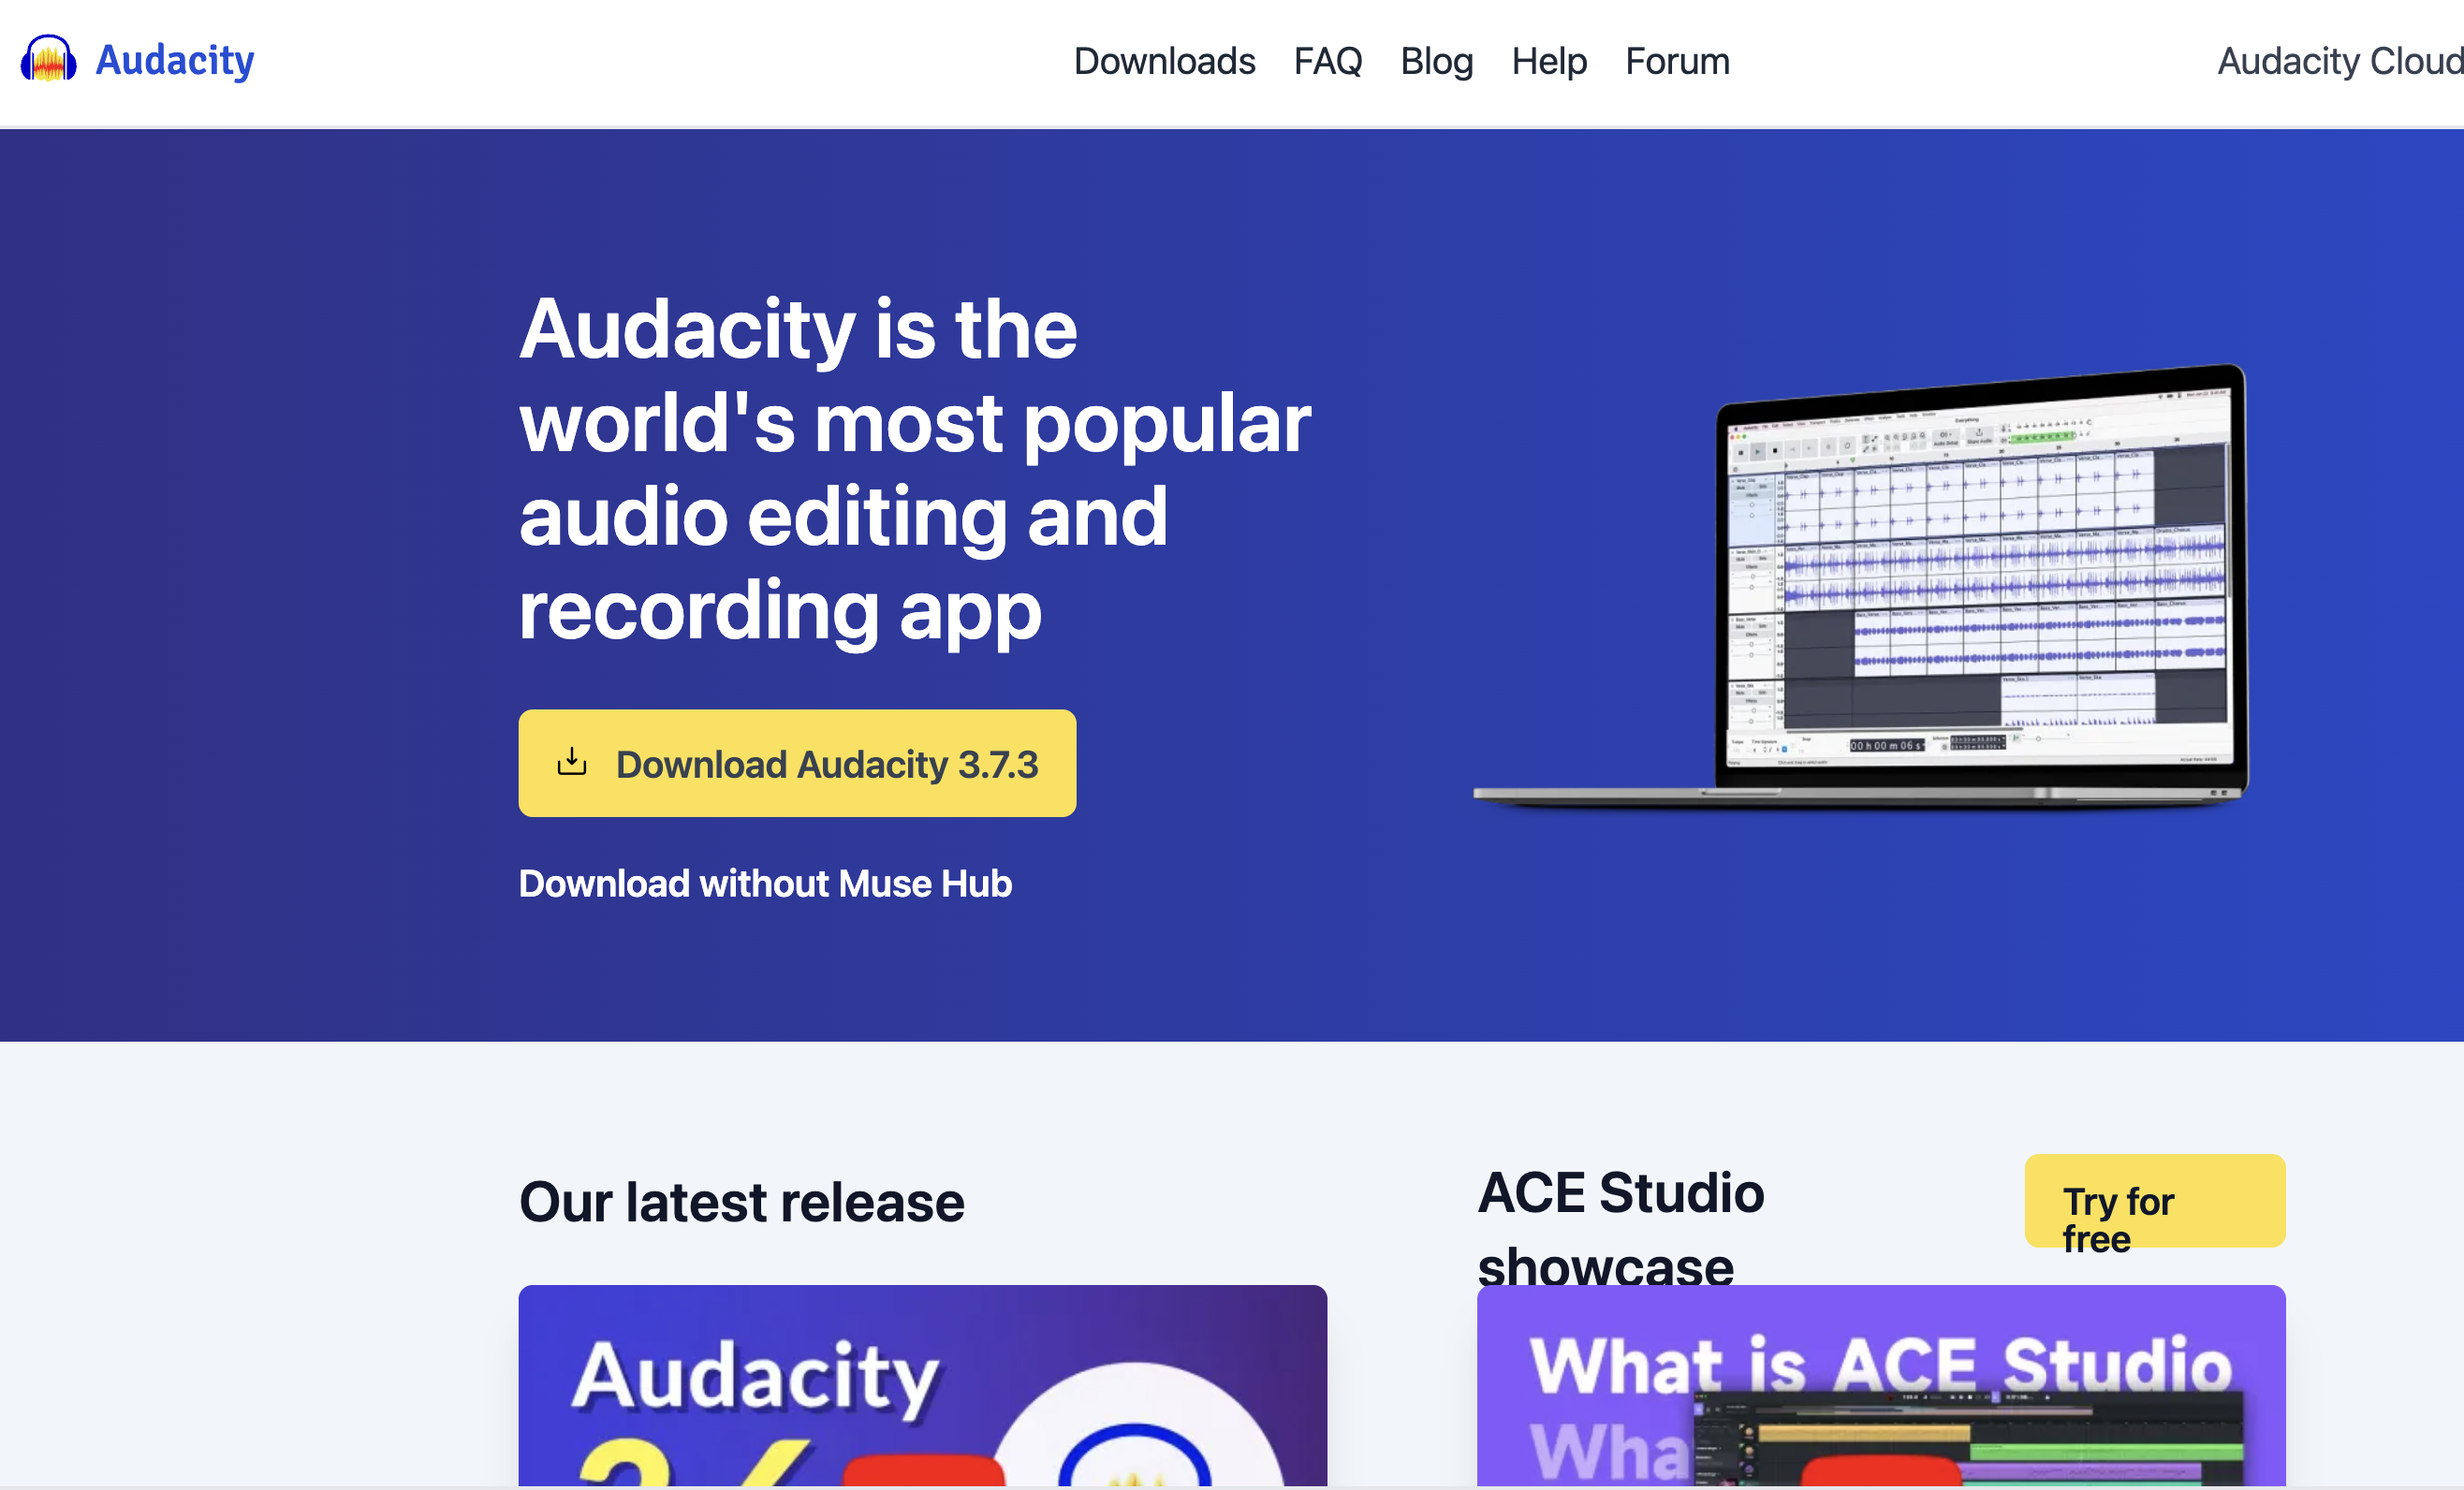 Audacity
Downloads FAQ Blog Help Forum
Audacity Cloud
Audacity is the
world's most popular
audio editing and
recording app
Download Audacity 3.7.3
Download without Muse Hub
Our latest release
ACE Studio
showcase
Try for
free
Audacity
What is ACE Studio